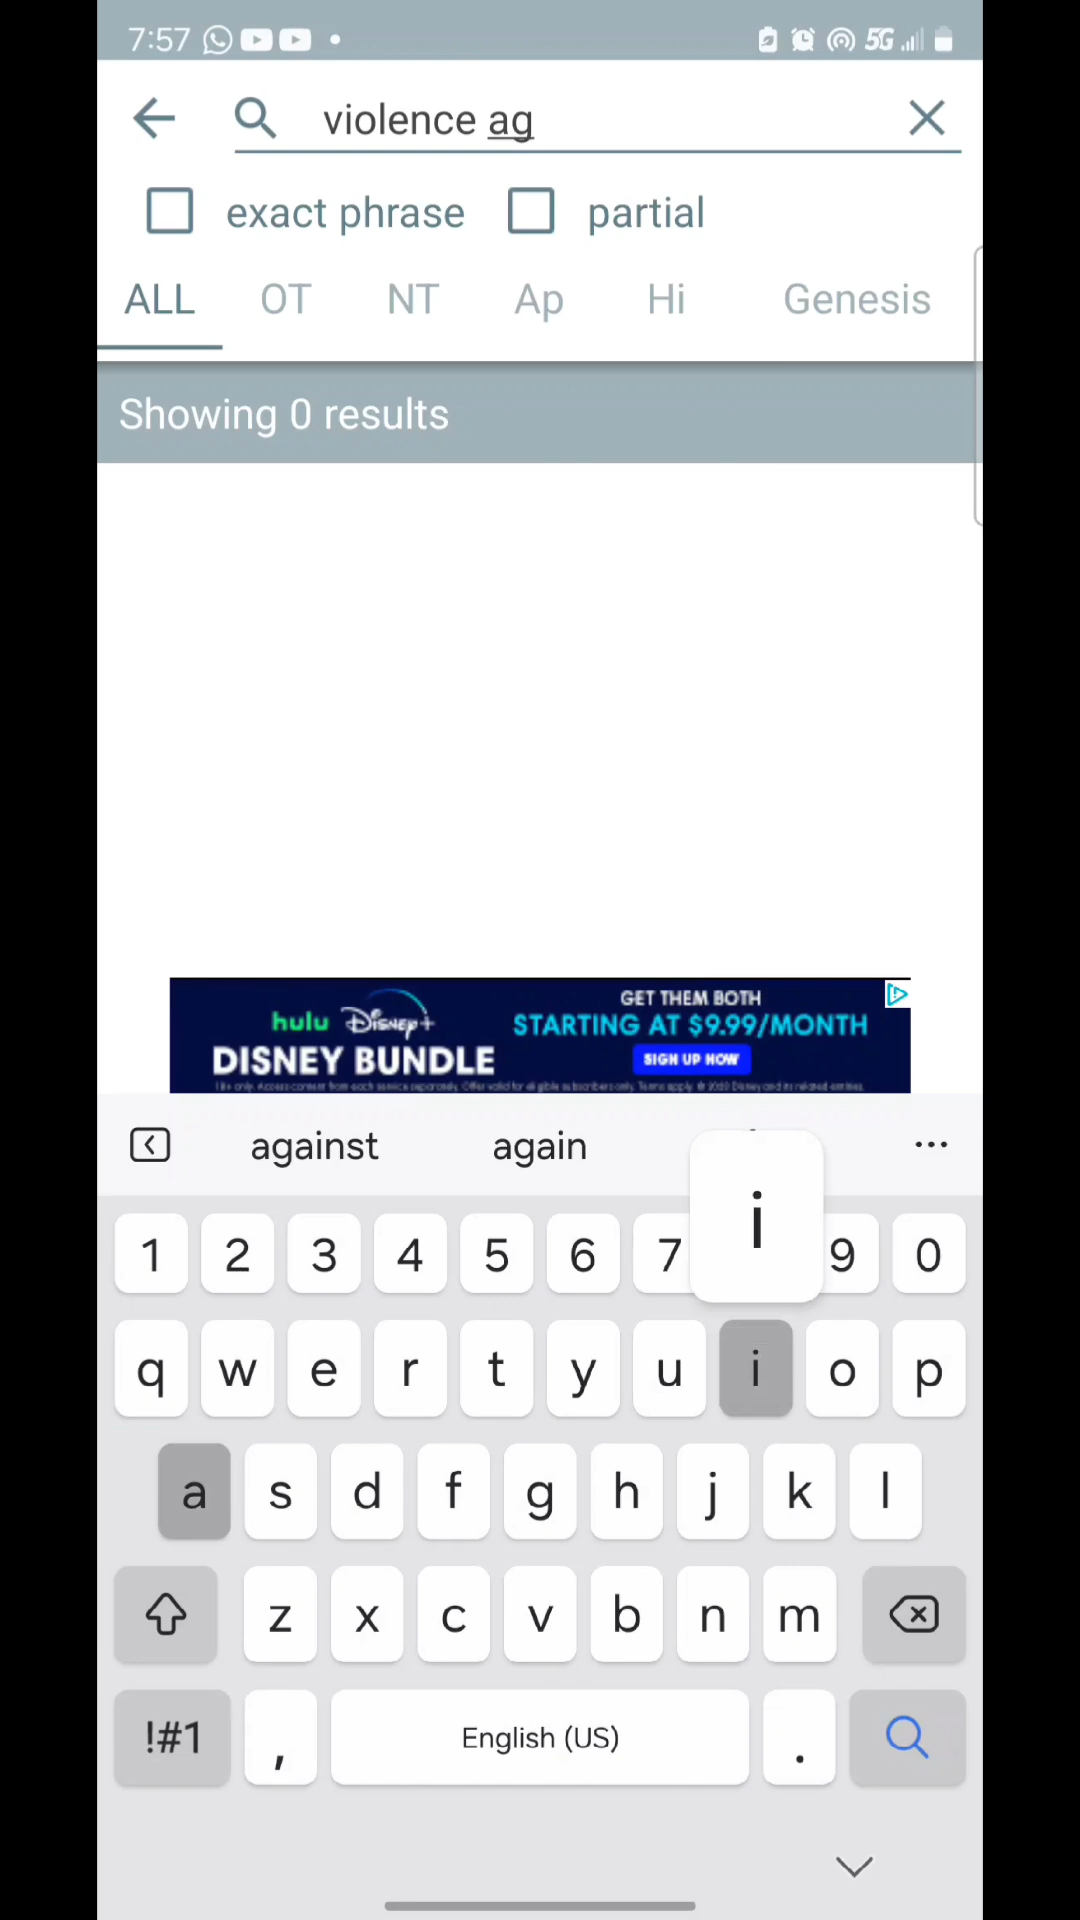 7:57 5G
violence ag
exact phrase partial
ALL OT NT Ap Hi Genesis
Showing 0 results
hulu Disney+
DISNEY BUNDLE
GET THEM BOTH
STARTING AT $9.99/MONTH
SIGN UP NOW
against again
i
1 2 3 4 5 6 7 9 0
q w e r t y u i o p
a s d f g h j k l
z x c v b n m
!#1 , English (US) .